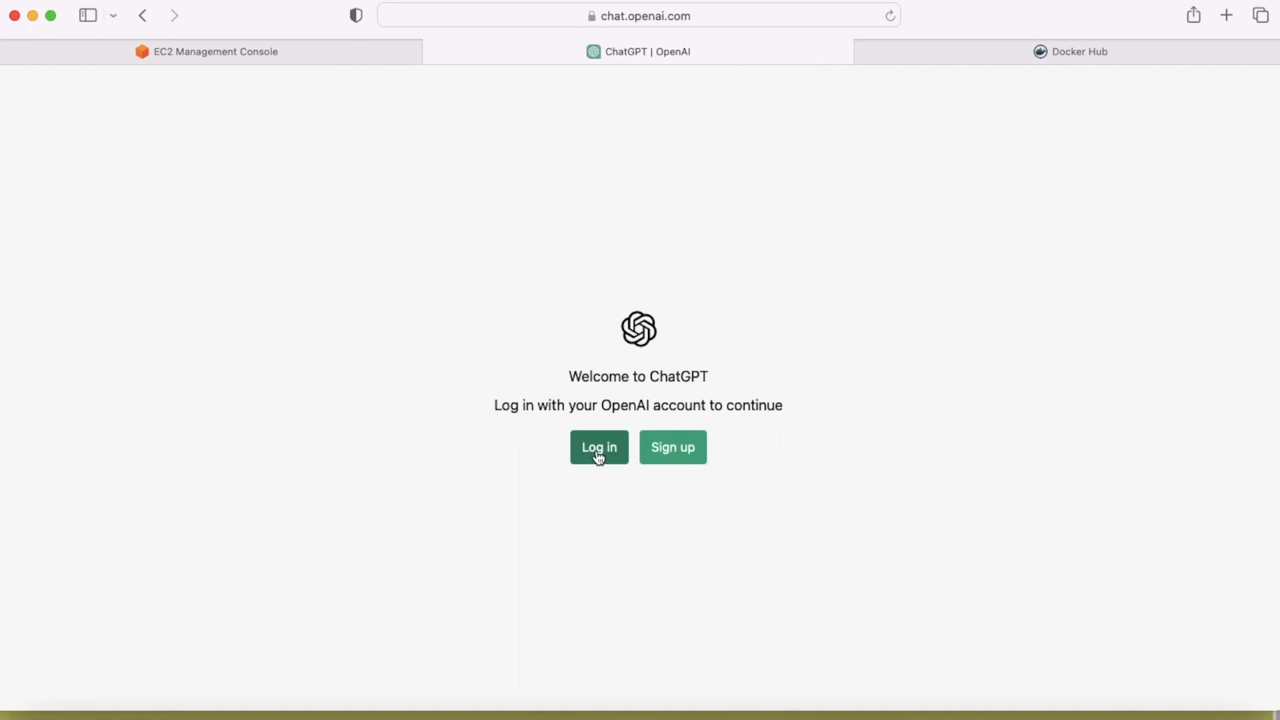 chat.openai.com
EC2 Management Console
ChatGPT | OpenAI
Docker Hub
Welcome to ChatGPT
Log in with your OpenAI account to continue
Log in
Sign up